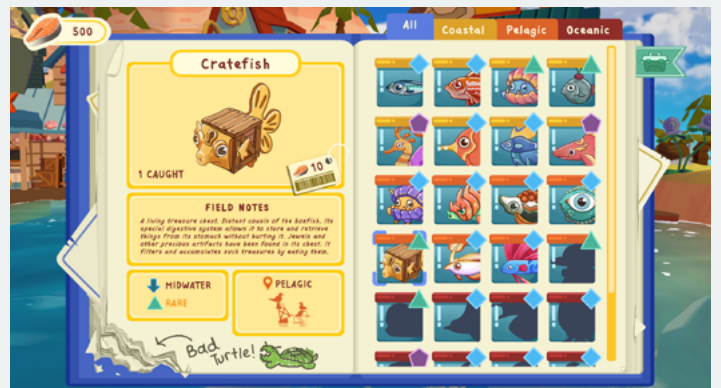 500
All
Coastal
Pelagic
Oceanic
Cratefish
1 CAUGHT
10
FIELD NOTES
A living treasure chest. Distant cousin of the boxfish, its
special digestive system allows it to store and retrieve
things from its stomach without hurting it. Jewels and
other precious artifacts have been found in its chest. It
filters and accumulates such treasures by eating them.
MIDWATER
RARE
PELAGIC
Bad
Turtle!